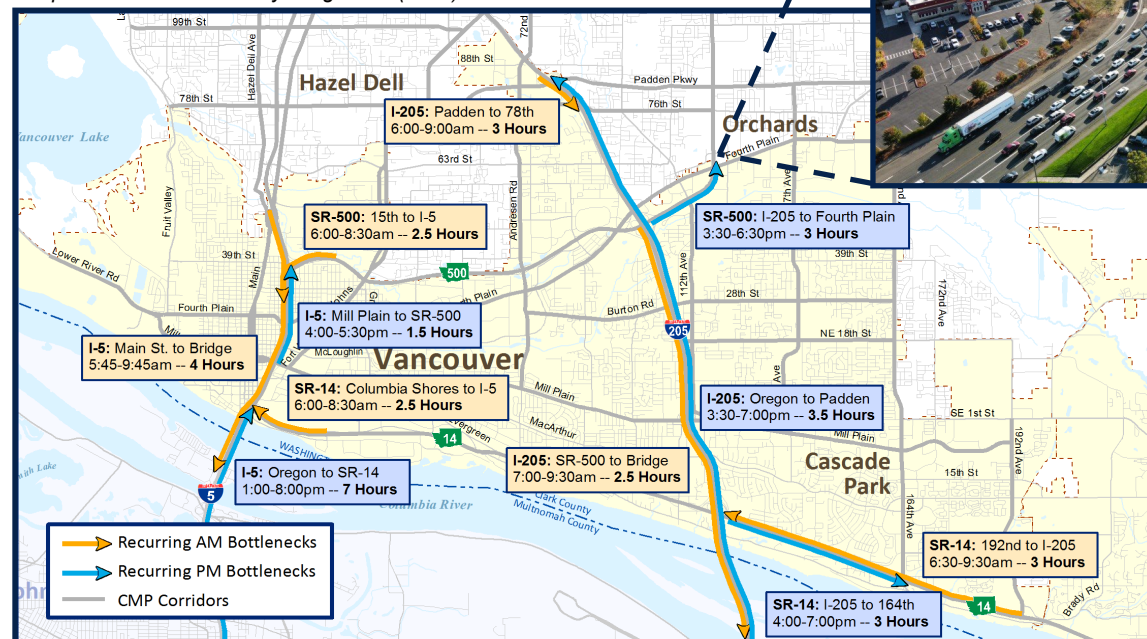 99th St
Hazel Dell Ave
72nd
88th St
Hazel Dell
Padden Pkwy
78th St
76th St
I-205: Padden to 78th
6:00-9:00am -- 3 Hours
Orchards
Fourth Plain
Vancouver Lake
63rd St
Fruit Valley
Andresen Rd
SR-500: 15th to I-5
6:00-8:30am -- 2.5 Hours
SR-500: I-205 to Fourth Plain
3:30-6:30pm -- 3 Hours
39th St
39th St
Lower River Rd
Main
500
112th Ave
172nd Ave
28th St
Fourth Plain
Burton Rd
I-5: Mill Plain to SR-500
4:00-5:30pm -- 1.5 Hours
205
NE 18th St
I-5: Main St. to Bridge
5:45-9:45am -- 4 Hours
McLoughlin
Vancouver
Ave
SR-14: Columbia Shores to I-5
6:00-8:30am -- 2.5 Hours
Mill Plain
I-205: Oregon to Padden
3:30-7:00pm -- 3.5 Hours
SE 1st St
MacArthur
14
Mill Plain
192nd Ave
I-205: SR-500 to Bridge
7:00-9:30am -- 2.5 Hours
Cascade
Park
15th St
I-5: Oregon to SR-14
1:00-8:00pm -- 7 Hours
5
Columbia River
Clark County
Multnomah County
164th Ave
Recurring AM Bottlenecks
Recurring PM Bottlenecks
CMP Corridors
SR-14: 192nd to I-205
6:30-9:30am -- 3 Hours
SR-14: I-205 to 164th
4:00-7:00pm -- 3 Hours
14
Brady Rd